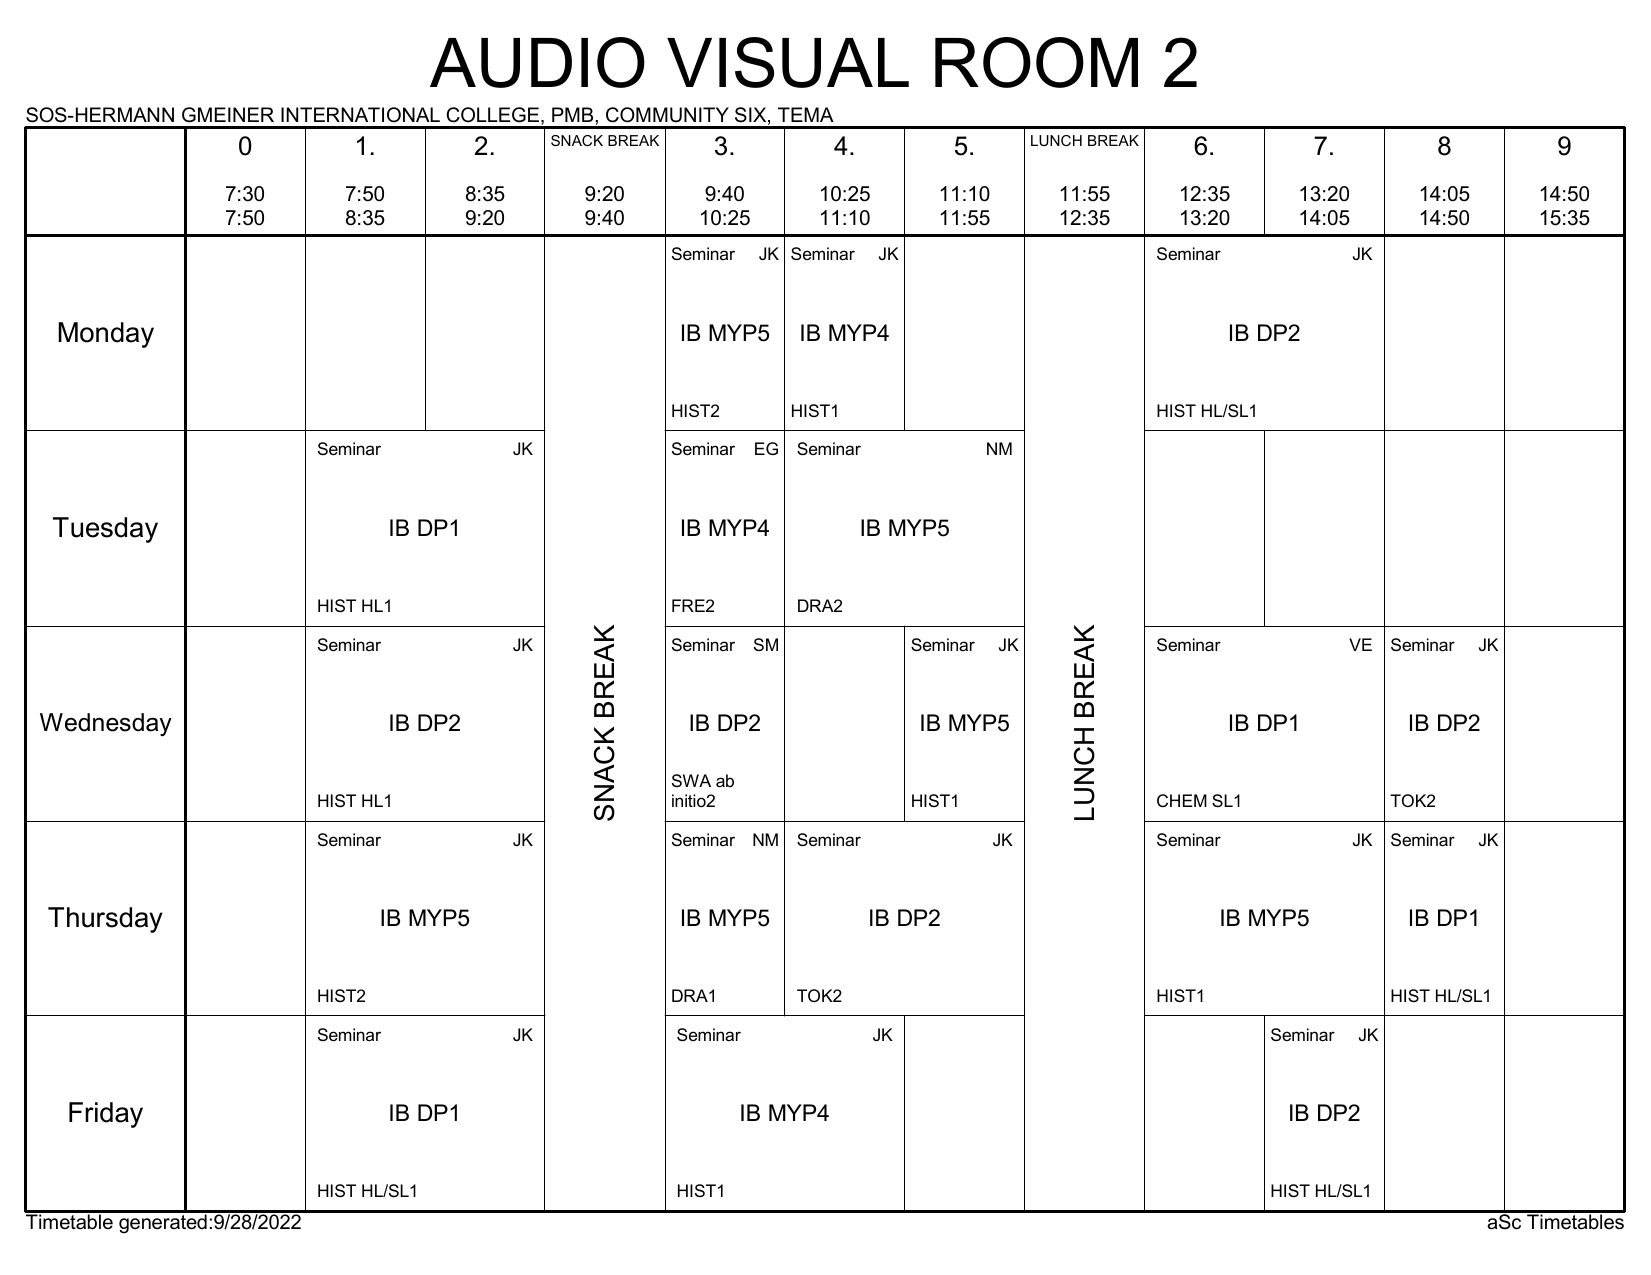 AUDIO VISUAL ROOM 2
SOS-HERMANN GMEINER INTERNATIONAL COLLEGE, PMB, COMMUNITY SIX, TEMA
0 1. 2. SNACK BREAK 3. 4. 5. LUNCH BREAK 6. 7. 8 9
7:30 7:50 8:35 9:20 9:40 10:25 11:10 11:55 12:35 13:20 14:05 14:50
7:50 8:35 9:20 9:40 10:25 11:10 11:55 12:35 13:20 14:05 14:50 15:35
Seminar JK Seminar JK Seminar JK
Monday IB MYP5 IB MYP4 IB DP2
HIST2 HIST1 HIST HL/SL1
Seminar JK Seminar EG Seminar NM
Tuesday IB DP1 IB MYP4 IB MYP5
HIST HL1 FRE2 DRA2
SNACK BREAK
LUNCH BREAK
Seminar JK Seminar SM Seminar JK Seminar VE Seminar JK
Wednesday IB DP2 IB DP2 IB MYP5 IB DP1 IB DP2
SWA ab
HIST HL1 initio2 HIST1 CHEM SL1 TOK2
Seminar JK Seminar NM Seminar JK Seminar JK Seminar JK
Thursday IB MYP5 IB MYP5 IB DP2 IB MYP5 IB DP1
HIST2 DRA1 TOK2 HIST1 HIST HL/SL1
Seminar JK Seminar JK Seminar JK
Friday IB DP1 IB MYP4 IB DP2
HIST HL/SL1 HIST1 HIST HL/SL1
Timetable generated:9/28/2022 aSc Timetables